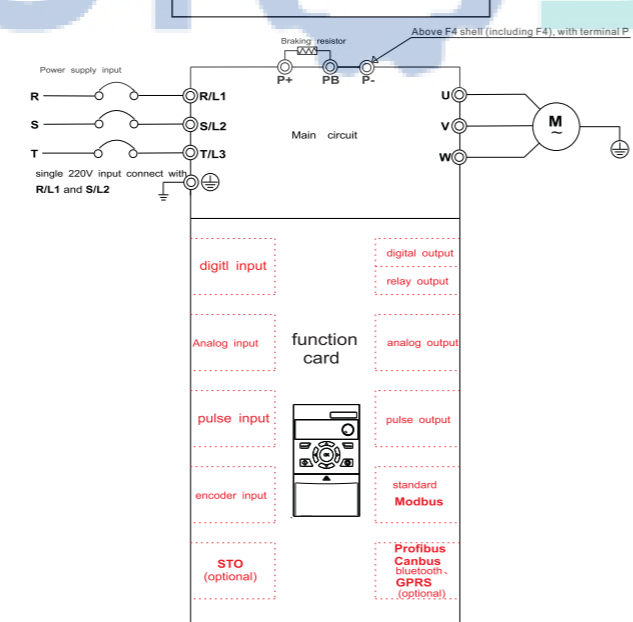 Above F4 shell (including F4), with terminal P
Braking resistor
P+ PB P-
Power supply input
R R/L1
S S/L2
T T/L3
single 220V input connect with
R/L1 and S/L2
Main circuit
U
V
W
M
~
digitl input
digital output
relay output
Analog input
function
card
analog output
pulse input
pulse output
OK
encoder input
standard
Modbus
STO
(optional)
Profibus
Canbus
bluetooth、
GPRS
(optional)